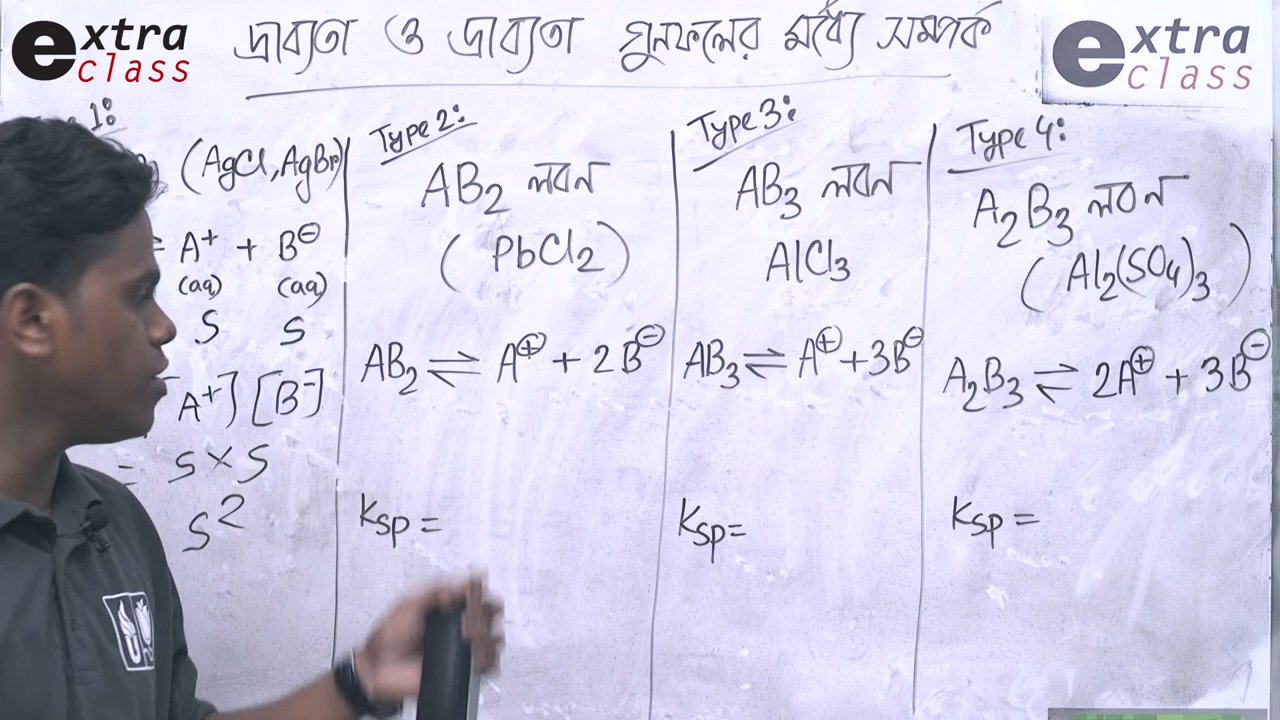 extra class
দ্রাব্যতা ও দ্রাব্যতা গুনফলের মধ্যে সম্পর্ক
extra class
1:
(AgCl, AgBr)
= A⁺ + B⊖
(aq) (aq)
S S
A⁺] [B⁻]
= S × S
S²
Type 2:
AB₂ লবন
(PbCl₂)
AB₂ ⇌ A⊕ + 2B⊖
Ksp =
Type 3:
AB₃ লবন
AlCl₃
AB₃ ⇌ A⊕ + 3B⊖
Ksp =
Type 4:
A₂B₃ লবন
(Al₂(SO₄)₃)
A₂B₃ ⇌ 2A⊕ + 3B⊖
Ksp =